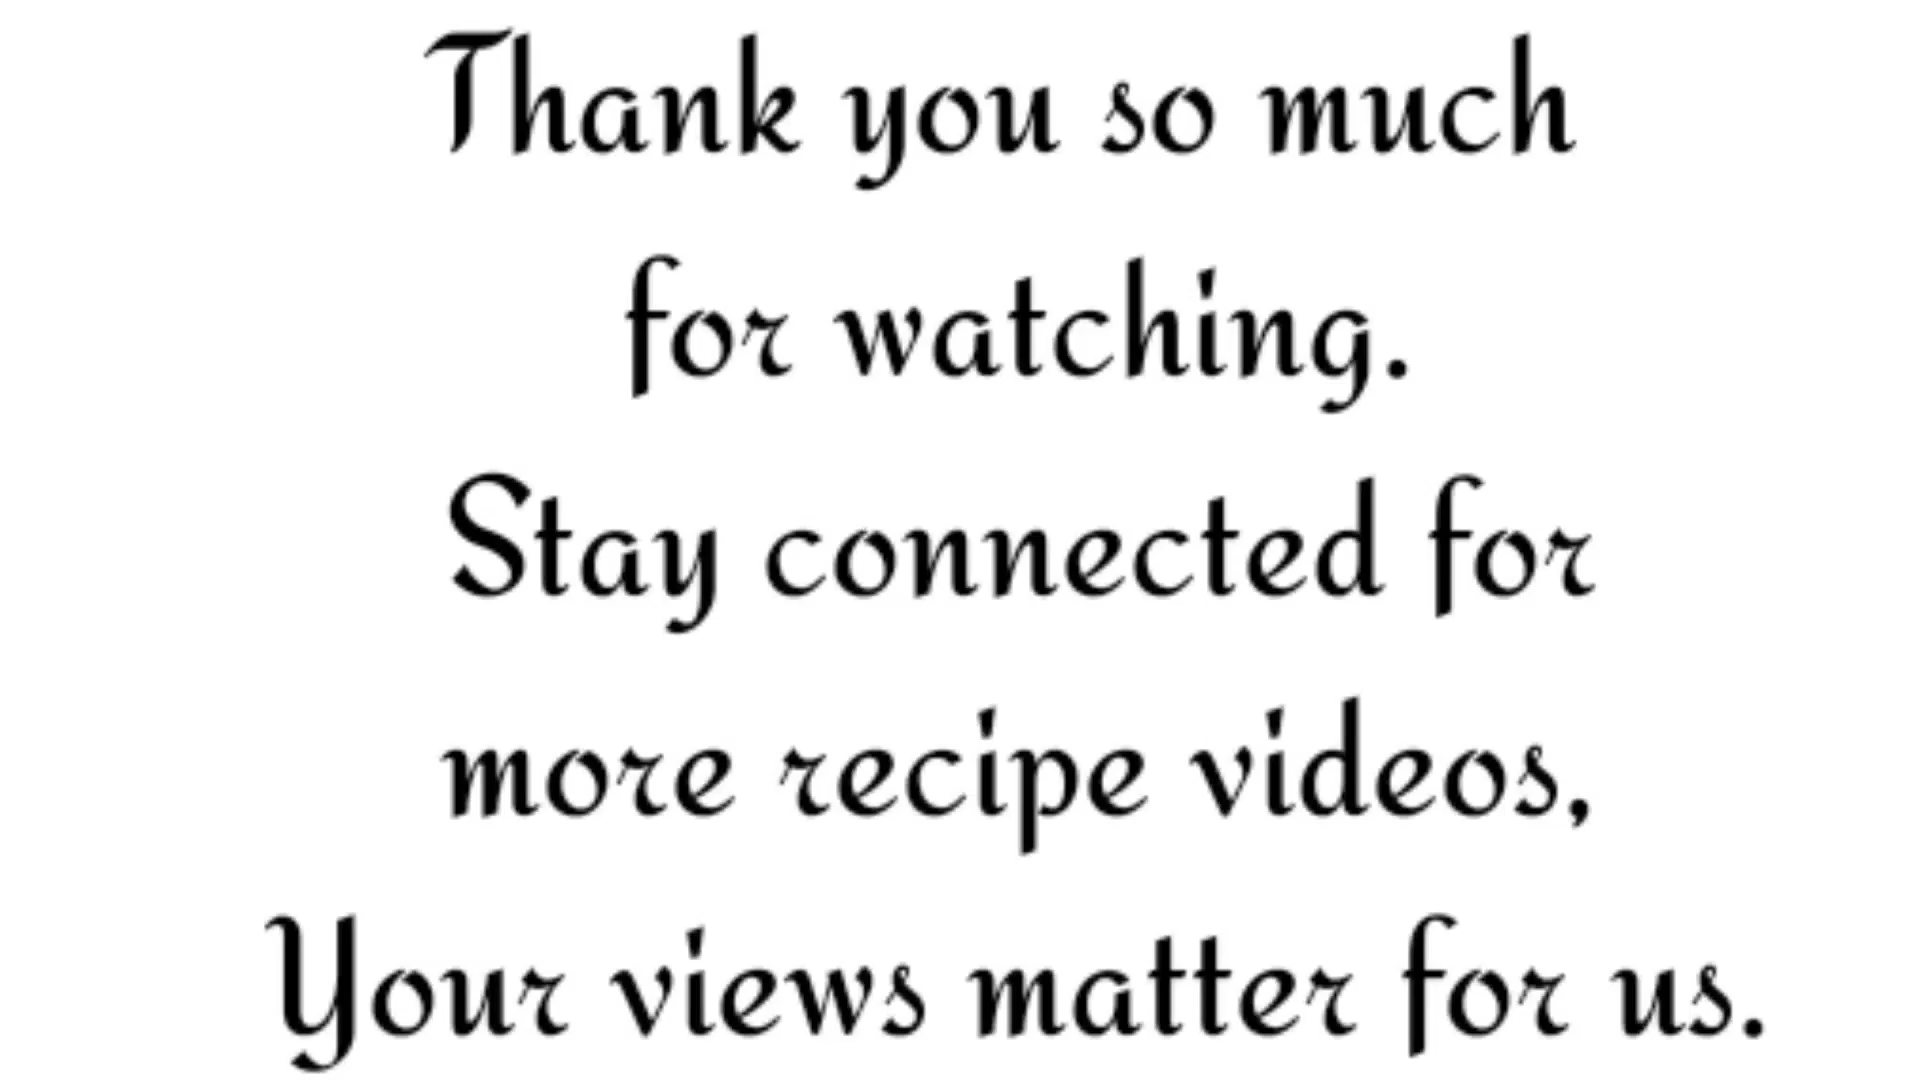 Thank you so much
for watching.
Stay connected for
more recipe videos,
Your views matter for us.